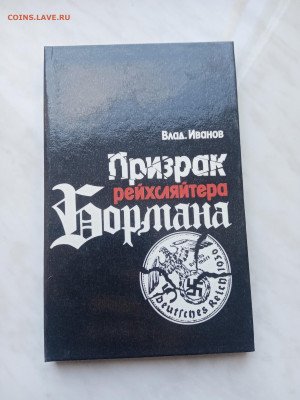 COINS.LAVE.RU
Влад. Иванов
Призрак
рейхсляйтера
Бормана
Deutsches Reich 1939